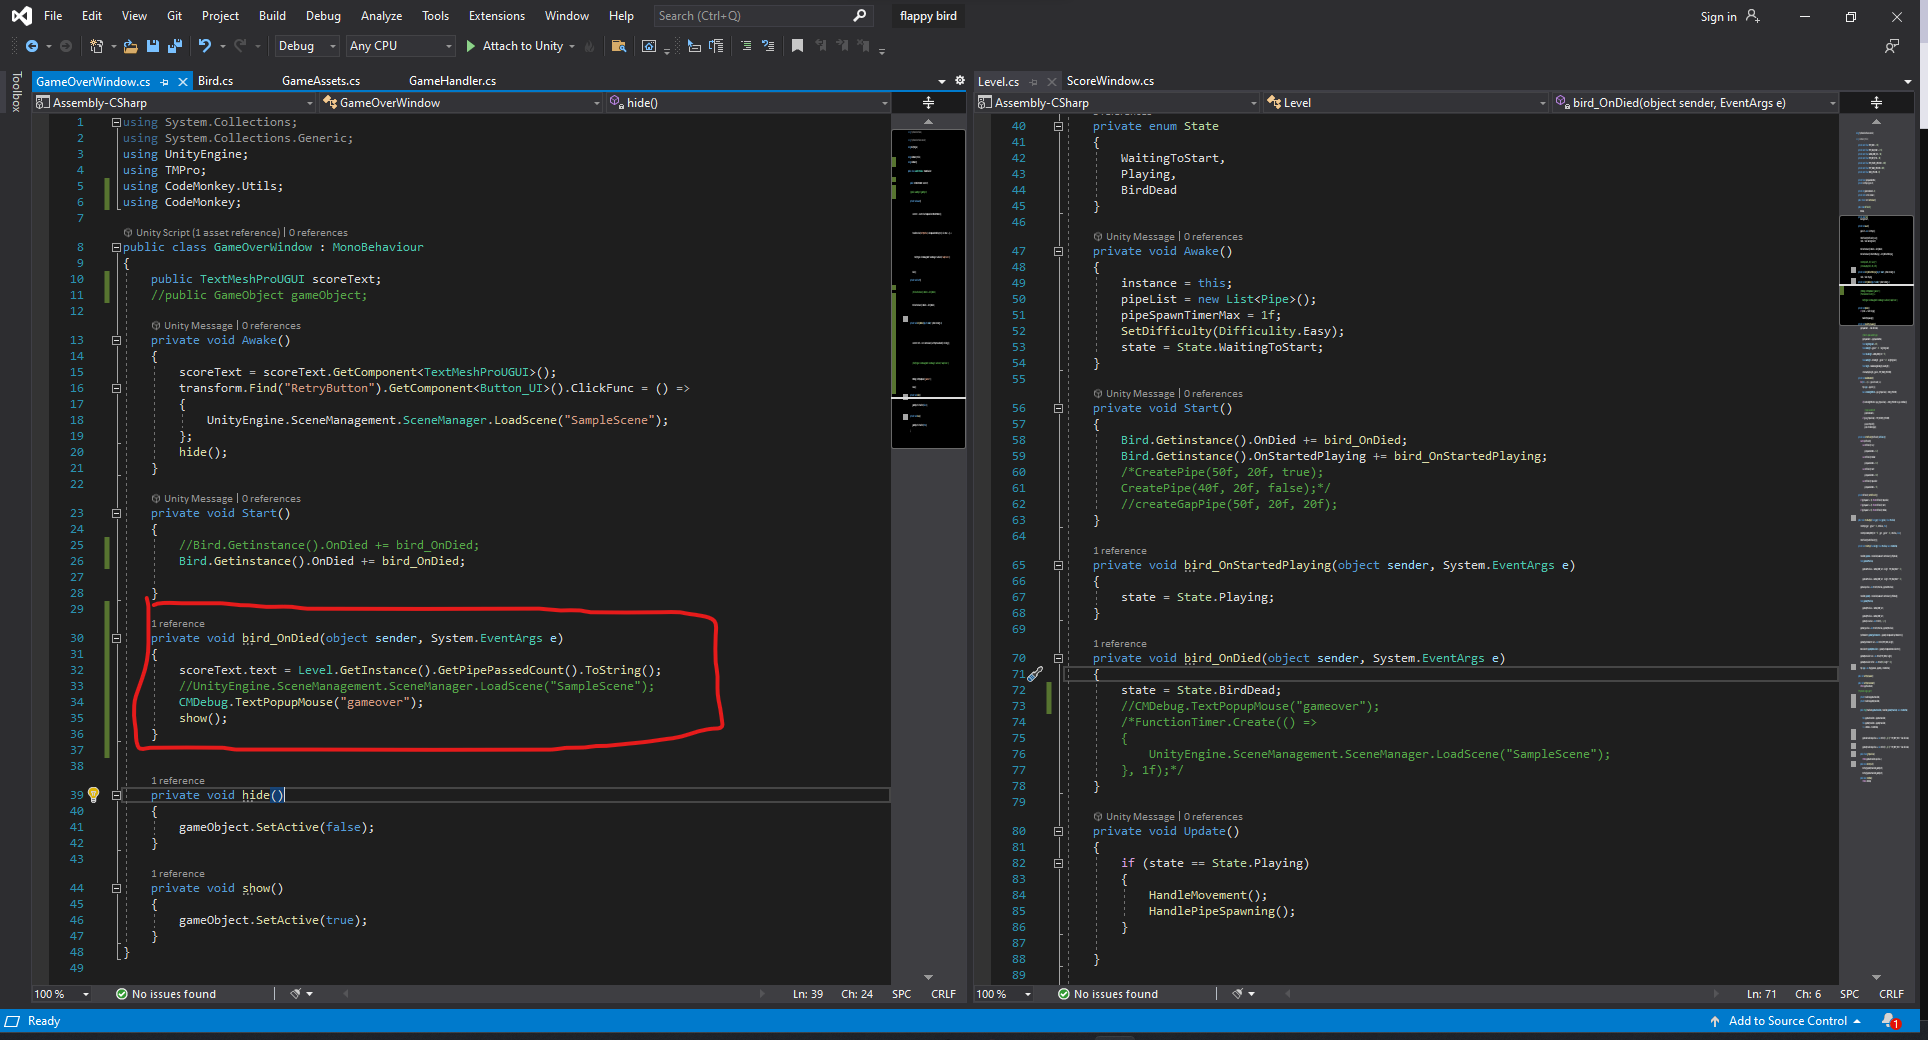 File Edit View Git Project Build Debug Analyze Tools Extensions Window Help Search (Ctrl+Q) flappy bird Sign in
Debug Any CPU Attach to Unity
Toolbox
GameOverWindow.cs Bird.cs GameAssets.cs GameHandler.cs
Assembly-CSharp GameOverWindow hide()
1 using System.Collections;
2 using System.Collections.Generic;
3 using UnityEngine;
4 using TMPro;
5 using CodeMonkey.Utils;
6 using CodeMonkey;
7
Unity Script (1 asset reference) | 0 references
8 public class GameOverWindow : MonoBehaviour
9 {
10 public TextMeshProUGUI scoreText;
11 //public GameObject gameObject;
12
Unity Message | 0 references
13 private void Awake()
14 {
15 scoreText = scoreText.GetComponent<TextMeshProUGUI>();
16 transform.Find("RetryButton").GetComponent<Button_UI>().ClickFunc = () =>
17 {
18 UnityEngine.SceneManagement.SceneManager.LoadScene("SampleScene");
19 };
20 hide();
21 }
22
Unity Message | 0 references
23 private void Start()
24 {
25 //Bird.Getinstance().OnDied += bird_OnDied;
26 Bird.Getinstance().OnDied += bird_OnDied;
27
28 }
29
1 reference
30 private void bird_OnDied(object sender, System.EventArgs e)
31 {
32 scoreText.text = Level.GetInstance().GetPipePassedCount().ToString();
33 //UnityEngine.SceneManagement.SceneManager.LoadScene("SampleScene");
34 CMDebug.TextPopupMouse("gameover");
35 show();
36 }
37
38
1 reference
39 private void hide()
40 {
41 gameObject.SetActive(false);
42 }
43
1 reference
44 private void show()
45 {
46 gameObject.SetActive(true);
47 }
48 }
49
100 % No issues found Ln: 39 Ch: 24 SPC CRLF
Level.cs ScoreWindow.cs
Assembly-CSharp Level bird_OnDied(object sender, EventArgs e)
40 private enum State
41 {
42 WaitingToStart,
43 Playing,
44 BirdDead
45 }
46
Unity Message | 0 references
47 private void Awake()
48 {
49 instance = this;
50 pipeList = new List<Pipe>();
51 pipeSpawnTimerMax = 1f;
52 SetDifficulty(Difficulity.Easy);
53 state = State.WaitingToStart;
54 }
55
Unity Message | 0 references
56 private void Start()
57 {
58 Bird.Getinstance().OnDied += bird_OnDied;
59 Bird.Getinstance().OnStartedPlaying += bird_OnStartedPlaying;
60 /*CreatePipe(50f, 20f, true);
61 CreatePipe(40f, 20f, false);*/
62 //createGapPipe(50f, 20f, 20f);
63 }
64
1 reference
65 private void bird_OnStartedPlaying(object sender, System.EventArgs e)
66 {
67 state = State.Playing;
68 }
69
1 reference
70 private void bird_OnDied(object sender, System.EventArgs e)
71 {
72 state = State.BirdDead;
73 //CMDebug.TextPopupMouse("gameover");
74 /*FunctionTimer.Create(() =>
75 {
76 UnityEngine.SceneManagement.SceneManager.LoadScene("SampleScene");
77 }, 1f);*/
78 }
79
Unity Message | 0 references
80 private void Update()
81 {
82 if (state == State.Playing)
83 {
84 HandleMovement();
85 HandlePipeSpawning();
86 }
87
88 }
89
100 % No issues found Ln: 71 Ch: 6 SPC CRLF
Ready Add to Source Control 1